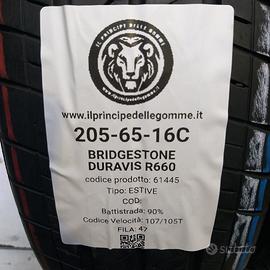 IL PRINCIPE DELLE GOMME
www.ilprincipedellegomme.it
205-65-16C
BRIDGESTONE
DURAVIS R660
codice prodotto: 61445
Tipo: ESTIVE
COD:
Battistrada: 90%
Codice Velocità: 107/105T
FILA: 47
subito